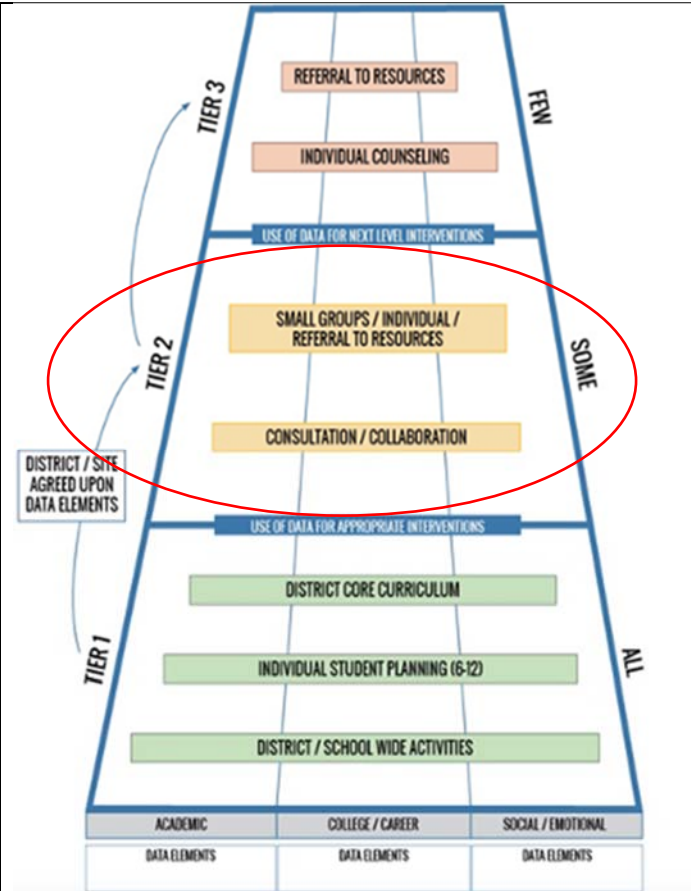 REFERRAL TO RESOURCES
TIER 3
FEW
INDIVIDUAL COUNSELING
USE OF DATA FOR NEXT LEVEL INTERVENTIONS
SMALL GROUPS / INDIVIDUAL /
REFERRAL TO RESOURCES
TIER 2
SOME
CONSULTATION / COLLABORATION
DISTRICT / SITE
AGREED UPON
DATA ELEMENTS
USE OF DATA FOR APPROPRIATE INTERVENTIONS
DISTRICT CORE CURRICULUM
TIER 1
INDIVIDUAL STUDENT PLANNING (6-12)
ALL
DISTRICT / SCHOOL WIDE ACTIVITIES
ACADEMIC
COLLEGE / CAREER
SOCIAL / EMOTIONAL
DATA ELEMENTS
DATA ELEMENTS
DATA ELEMENTS